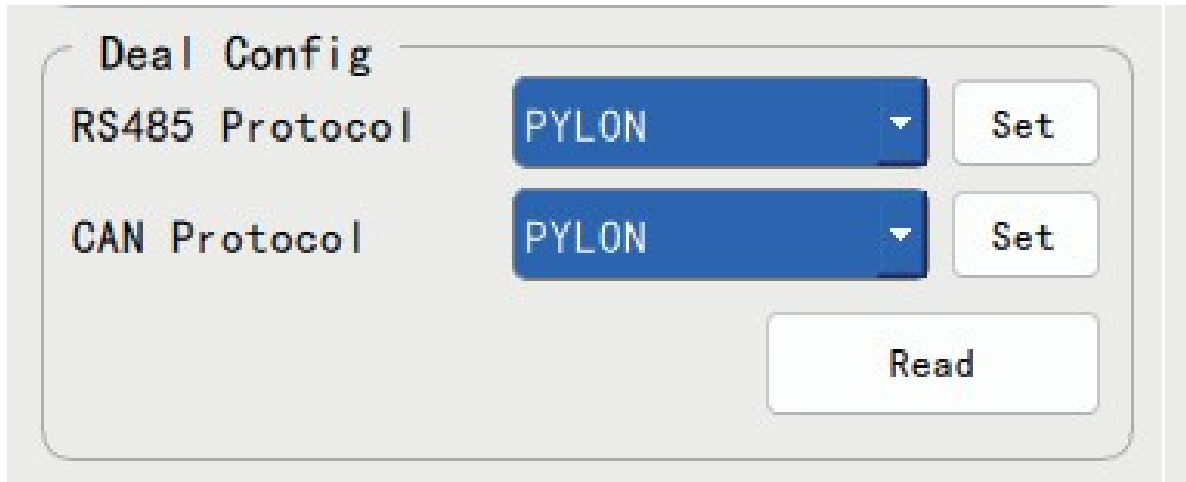 Deal Config
RS485 Protocol PYLON Set
CAN Protocol PYLON Set
Read